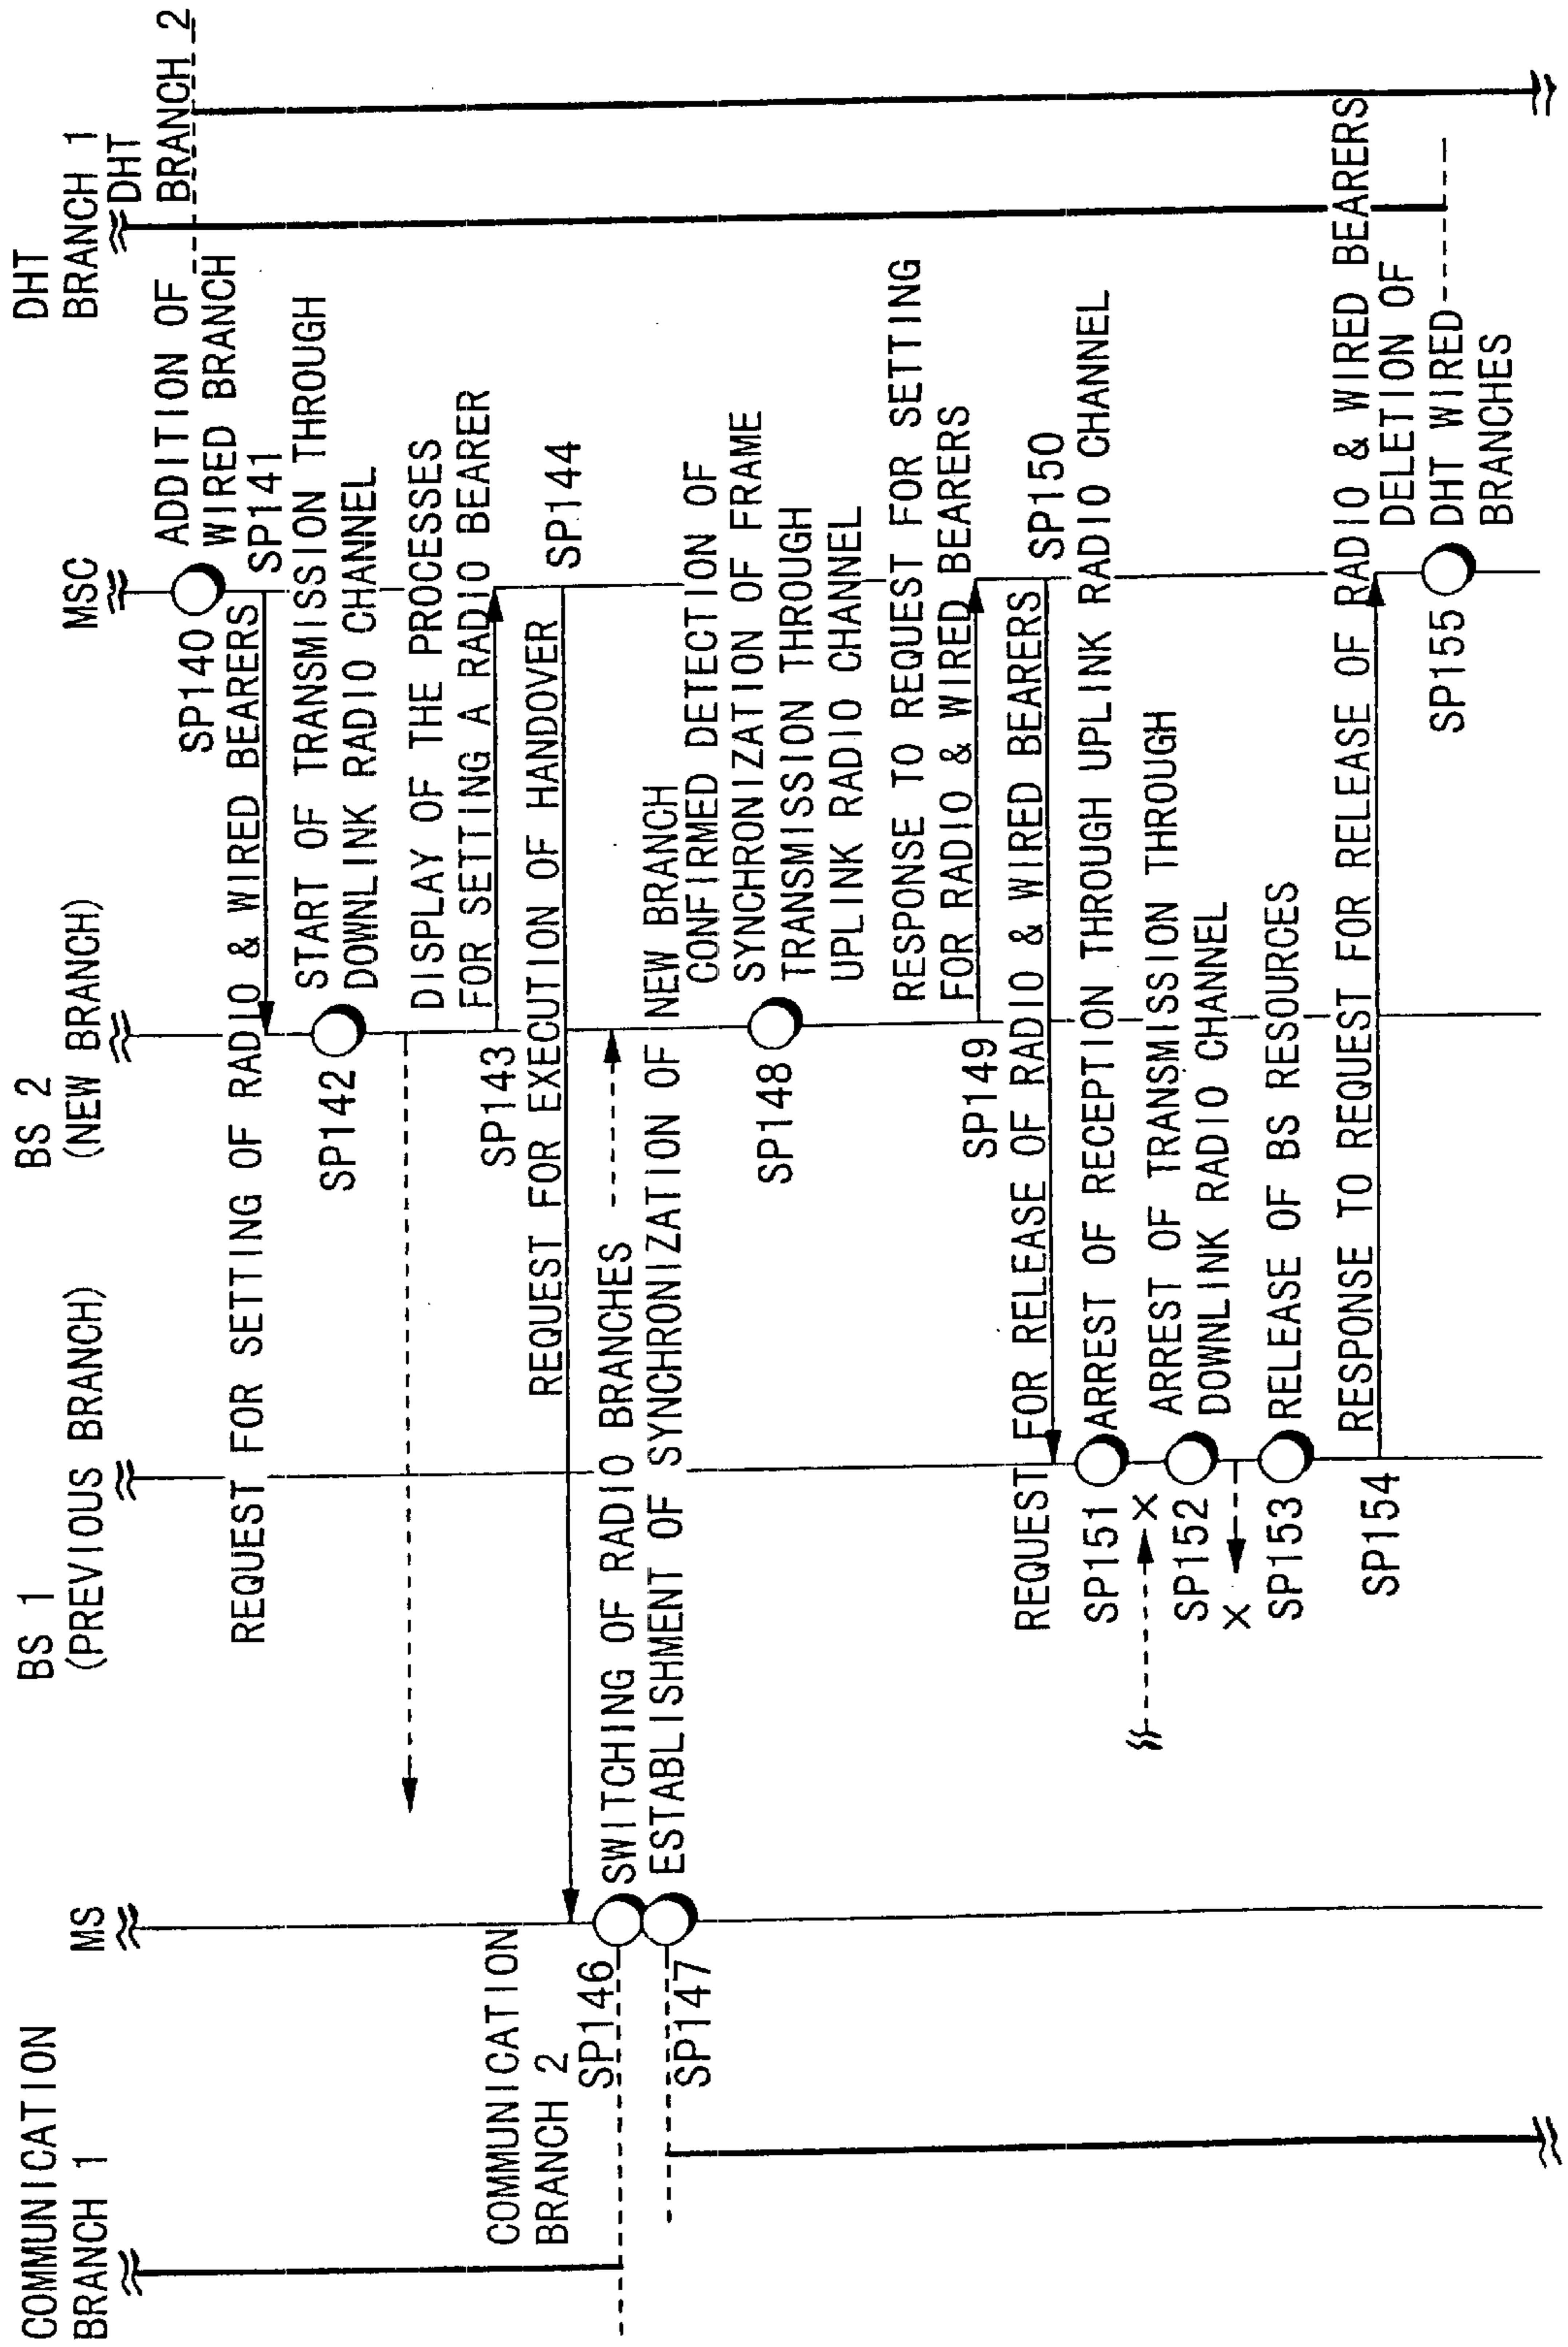 COMMUNICATION
BRANCH 1
MS
BS 1
(PREVIOUS BRANCH)
BS 2
(NEW BRANCH)
MSC
DHT
BRANCH 1
DHT
BRANCH 2
ADDITION OF
WIRED BRANCH
SP140
SP141
REQUEST FOR SETTING OF RADIO & WIRED BEARERS
START OF TRANSMISSION THROUGH
DOWNLINK RADIO CHANNEL
SP142
DISPLAY OF THE PROCESSES
FOR SETTING A RADIO BEARER
SP143
SP144
REQUEST FOR EXECUTION OF HANDOVER
COMMUNICATION
BRANCH 2
SP146
SWITCHING OF RADIO BRANCHES
SP147
ESTABLISHMENT OF SYNCHRONIZATION OF NEW BRANCH
CONFIRMED DETECTION OF
SYNCHRONIZATION OF FRAME
TRANSMISSION THROUGH
UPLINK RADIO CHANNEL
SP148
RESPONSE TO REQUEST FOR SETTING
FOR RADIO & WIRED BEARERS
SP149
SP150
REQUEST FOR RELEASE OF RADIO & WIRED BEARERS
SP151
ARREST OF RECEPTION THROUGH UPLINK RADIO CHANNEL
X
SP152
ARREST OF TRANSMISSION THROUGH
DOWNLINK RADIO CHANNEL
X
SP153
RELEASE OF BS RESOURCES
RESPONSE TO REQUEST FOR RELEASE OF RADIO & WIRED BEARERS
SP154
DELETION OF
DHT WIRED
BRANCHES
SP155